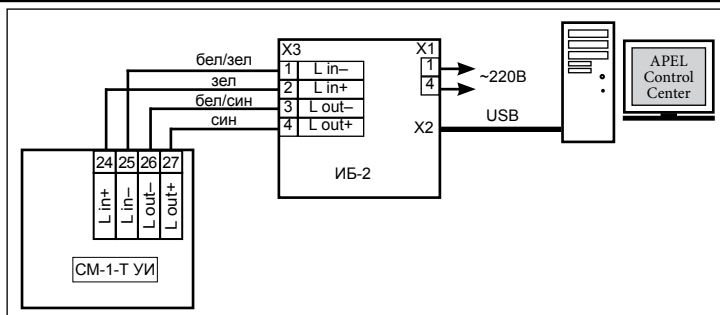 бел/зел
зел
бел/син
син
X3
1 L in–
2 L in+
3 L out–
4 L out+
X1
1
4
~220В
X2
USB
ИБ-2
APEL
Control
Center
24 25 26 27
L in+
L in–
L out–
L out+
СМ-1-Т УИ